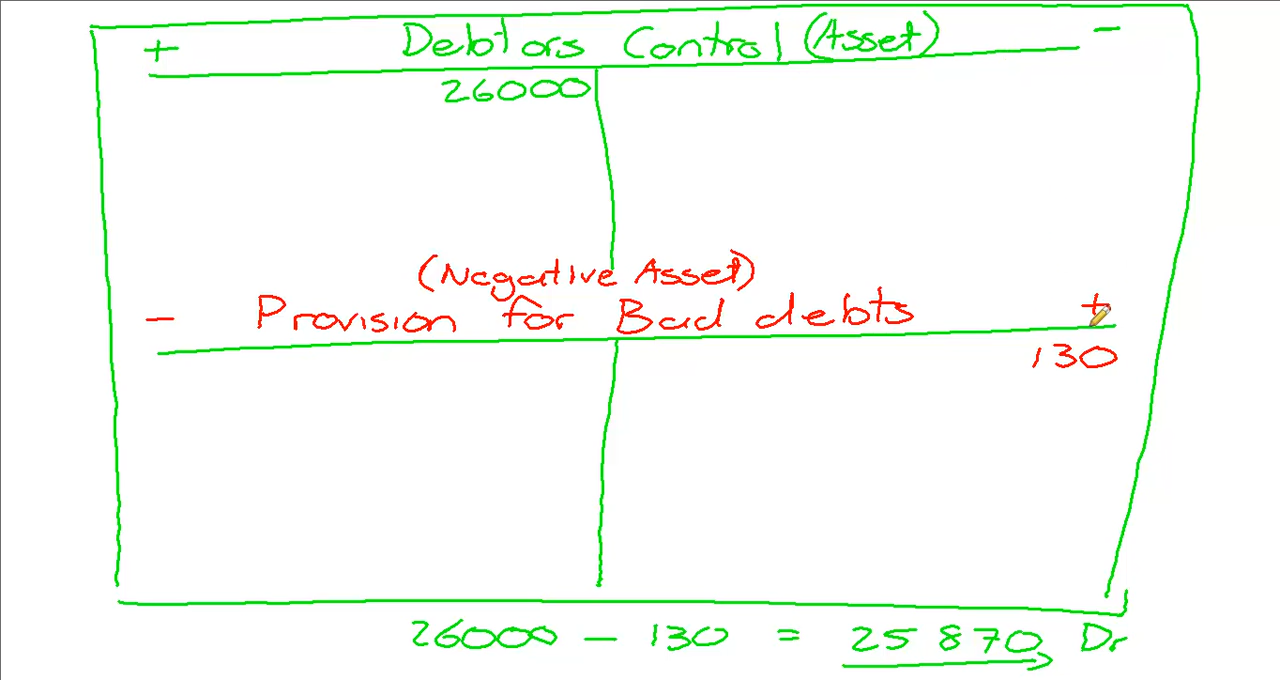 + Debtors Control (Asset) -
26000
(Negative Asset)
- Provision for Bad debts +
130
26000 - 130 = 25 870 Dr